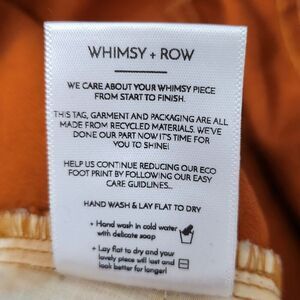 WHIMSY + ROW
WE CARE ABOUT YOUR WHIMSY PIECE
FROM START TO FINISH.
THIS TAG, GARMENT AND PACKAGING ARE ALL
MADE FROM RECYCLED MATERIALS. WE'VE
DONE OUR PART NOW IT'S TIME FOR
YOU TO SHINE!
HELP US CONTINUE REDUCING OUR ECO
FOOT PRINT BY FOLLOWING OUR EASY
CARE GUIDLINES...
HAND WASH & LAY FLAT TO DRY
• Hand wash in cold water
with delicate soap
• Lay flat to dry and your
lovely piece will last and
look better for longer!